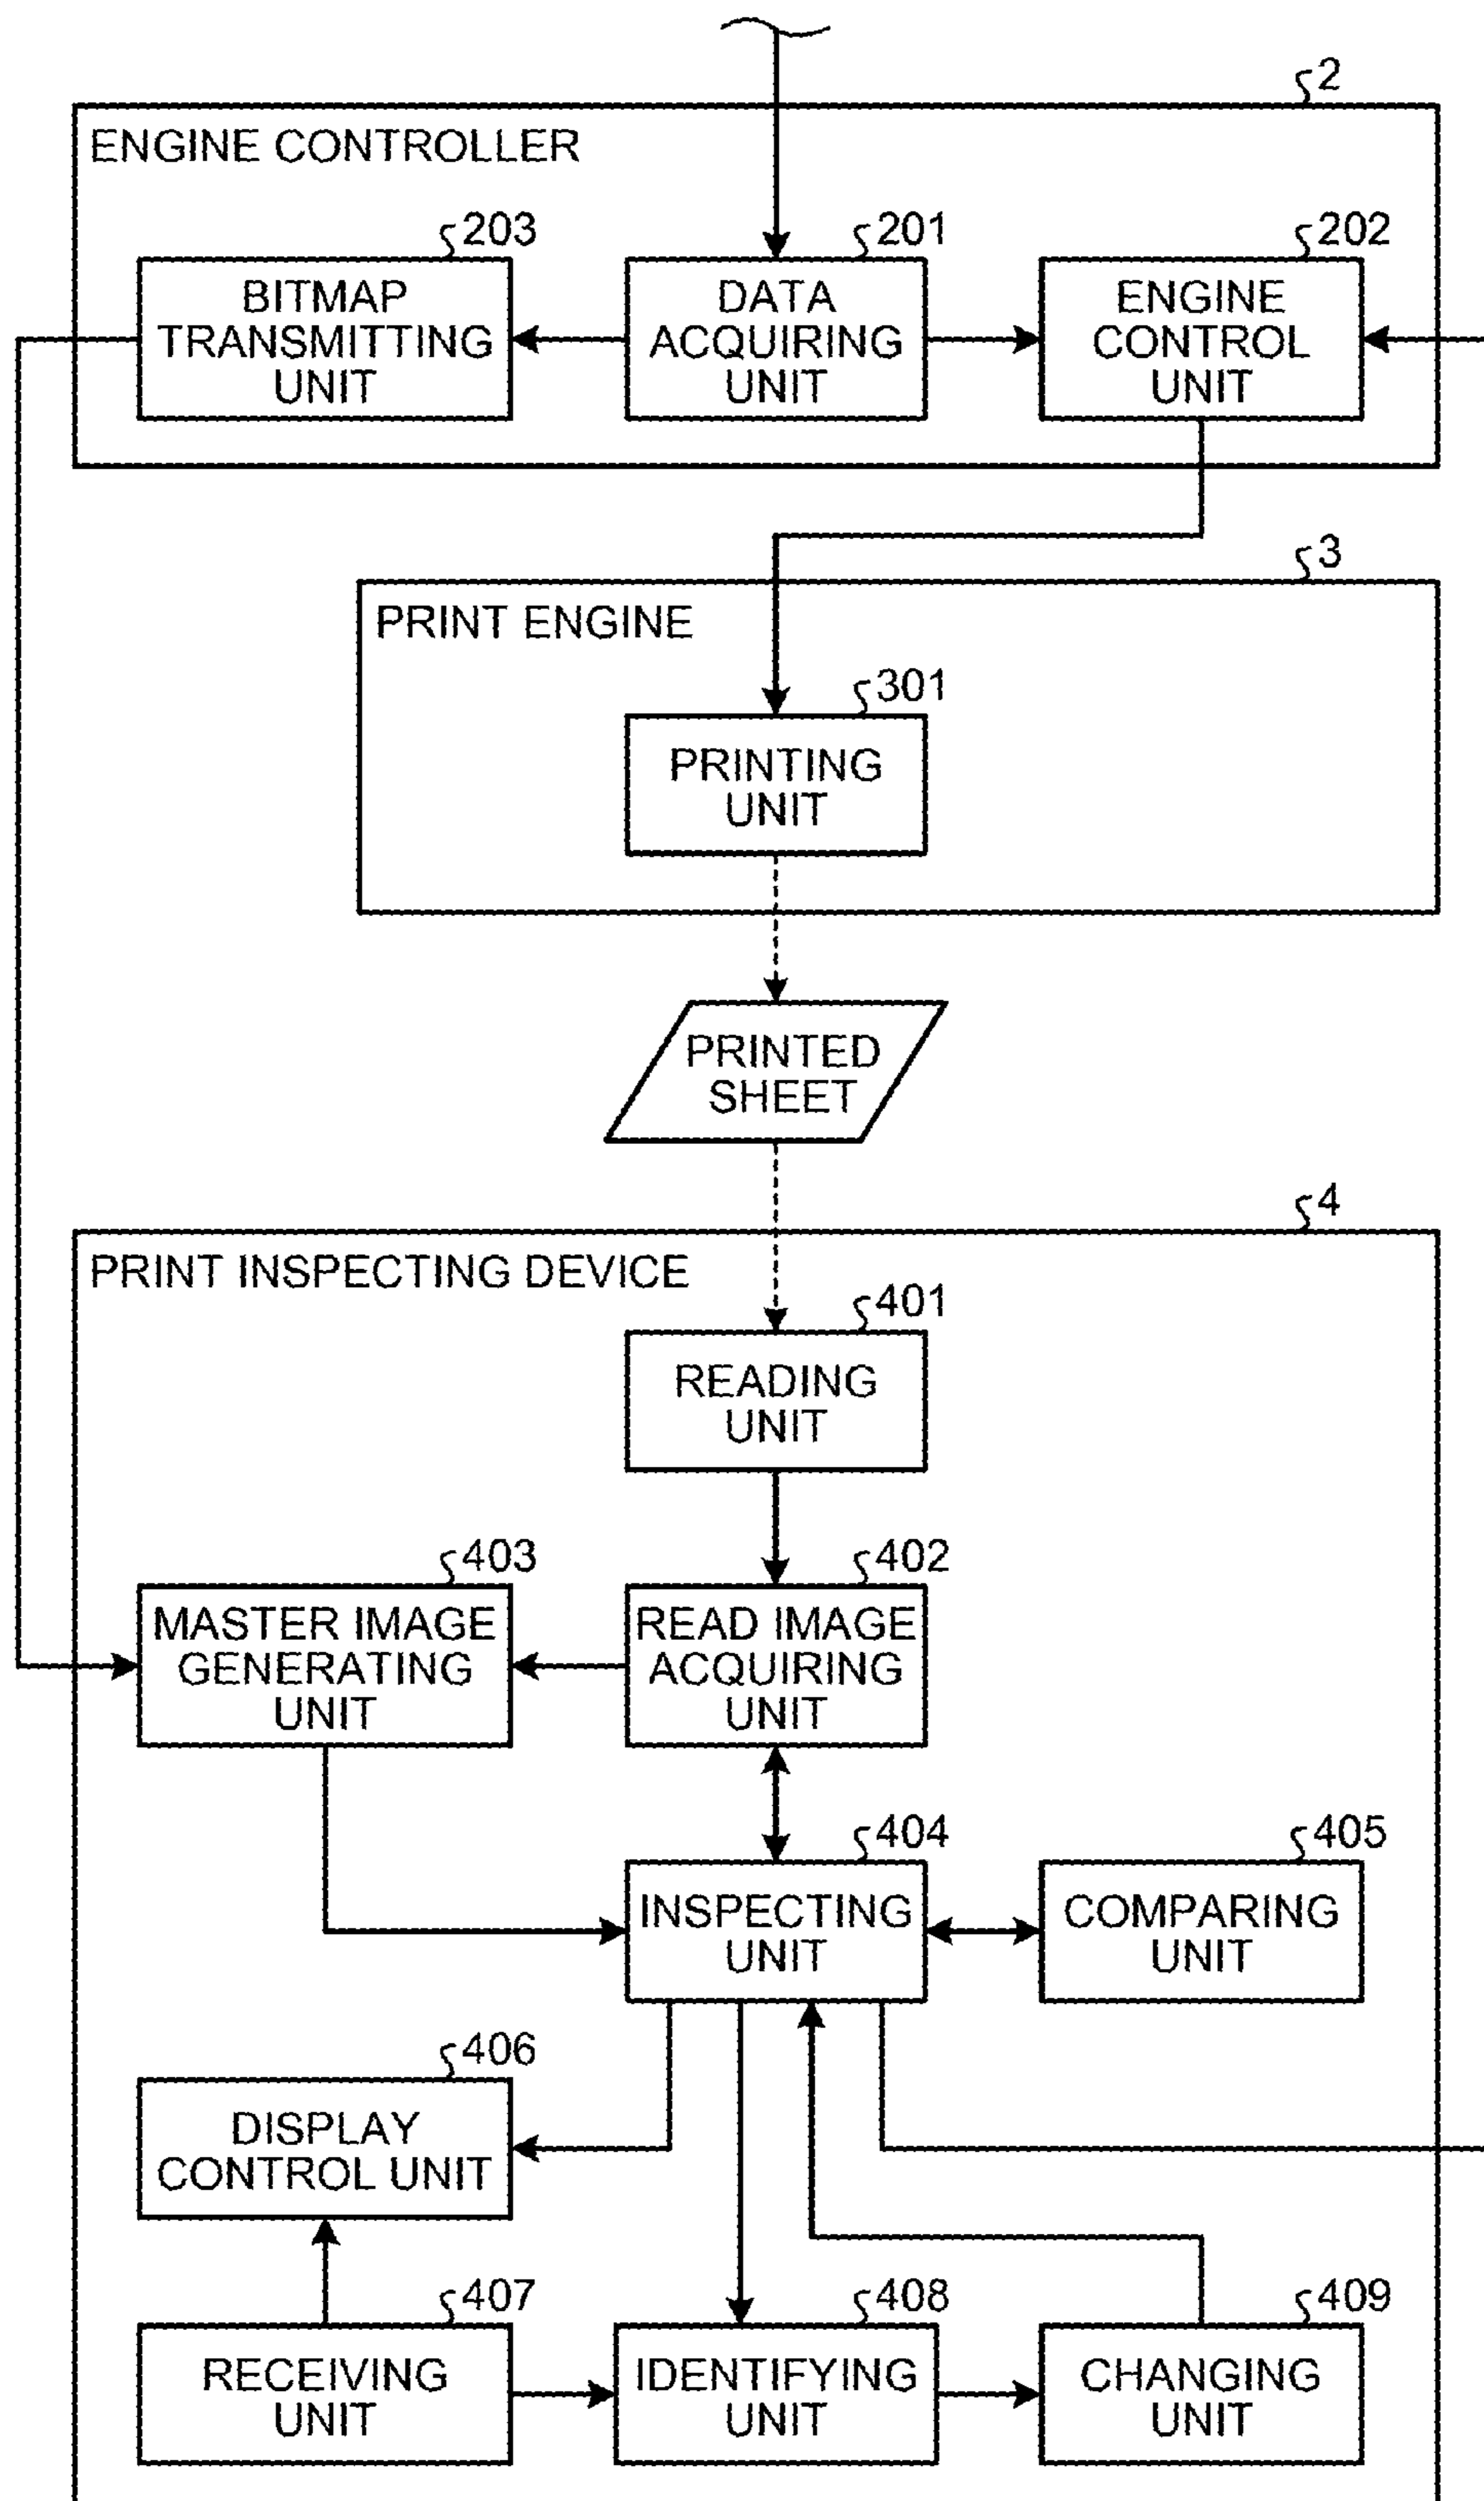 2
ENGINE CONTROLLER
203
201
202
BITMAP
TRANSMITTING
UNIT
DATA
ACQUIRING
UNIT
ENGINE
CONTROL
UNIT
3
PRINT ENGINE
301
PRINTING
UNIT
PRINTED
SHEET
4
PRINT INSPECTING DEVICE
401
READING
UNIT
403
402
MASTER IMAGE
GENERATING
UNIT
READ IMAGE
ACQUIRING
UNIT
404
405
INSPECTING
UNIT
COMPARING
UNIT
406
DISPLAY
CONTROL UNIT
407
408
409
RECEIVING
UNIT
IDENTIFYING
UNIT
CHANGING
UNIT